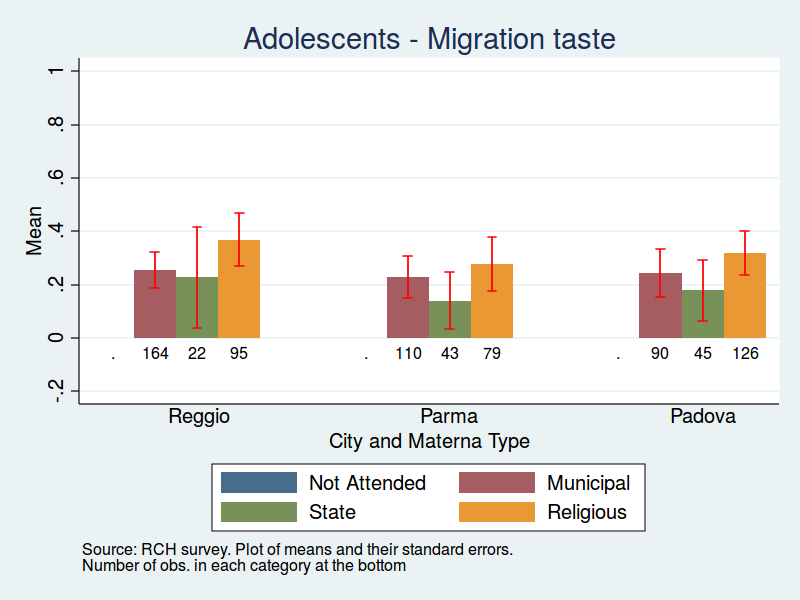 Adolescents - Migration taste
Mean
1
.8
.6
.4
.2
0
-.2
. 164 22 95 . 110 43 79 . 90 45 126
Reggio Parma Padova
City and Materna Type
Not Attended Municipal
State Religious
Source: RCH survey. Plot of means and their standard errors.
Number of obs. in each category at the bottom